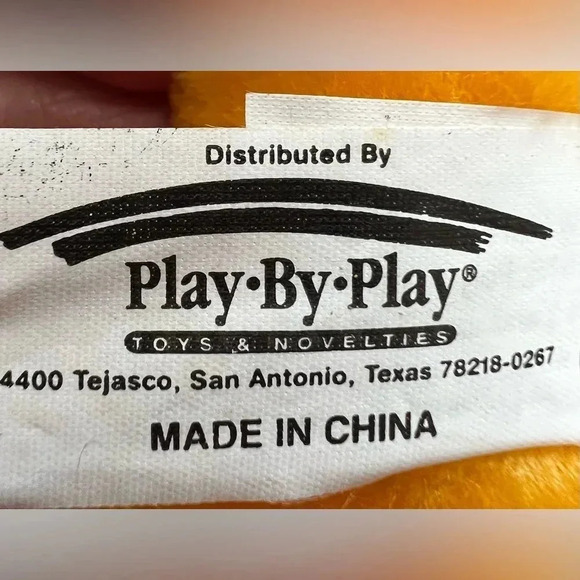 Distributed By
Play·By·Play®
TOYS & NOVELTIES
4400 Tejasco, San Antonio, Texas 78218-0267
MADE IN CHINA